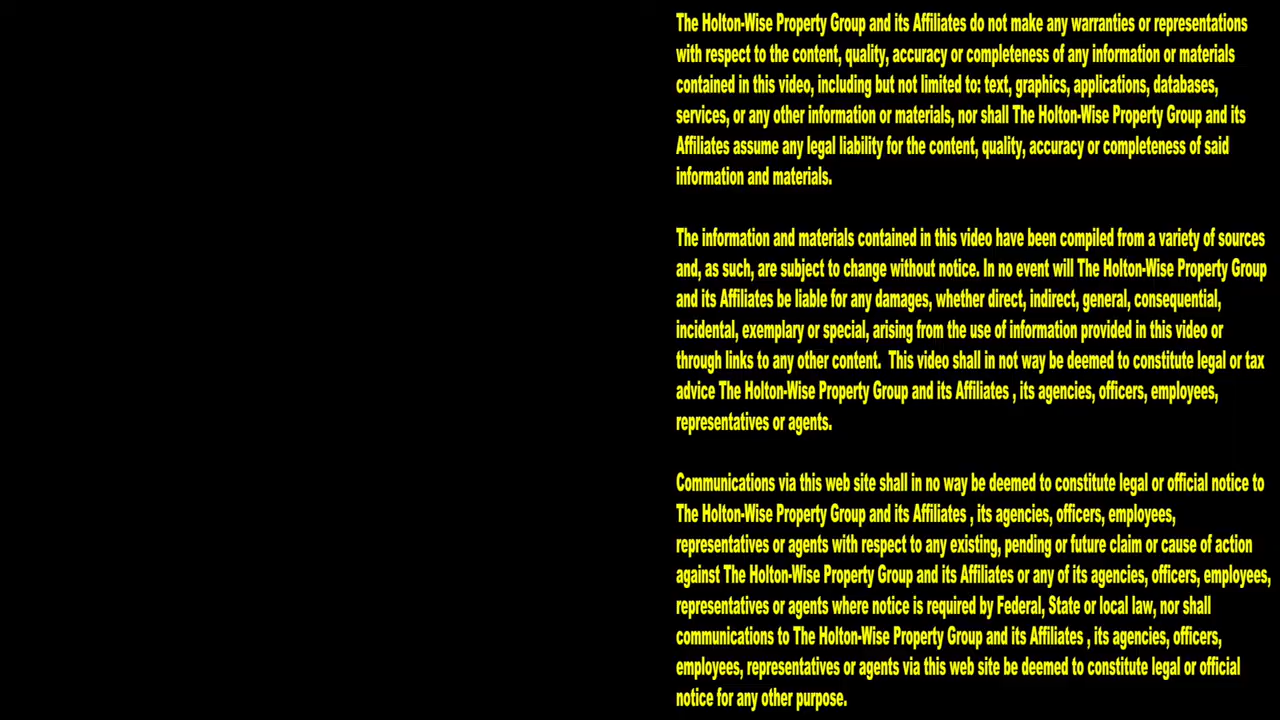 The Holton-Wise Property Group and its Affiliates do not make any warranties or representations
with respect to the content, quality, accuracy or completeness of any information or materials
contained in this video, including but not limited to: text, graphics, applications, databases,
services, or any other information or materials, nor shall The Holton-Wise Property Group and its
Affiliates assume any legal liability for the content, quality, accuracy or completeness of said
information and materials.
The information and materials contained in this video have been compiled from a variety of sources
and, as such, are subject to change without notice. In no event will The Holton-Wise Property Group
and its Affiliates be liable for any damages, whether direct, indirect, general, consequential,
incidental, exemplary or special, arising from the use of information provided in this video or
through links to any other content.  This video shall in not way be deemed to constitute legal or tax
advice The Holton-Wise Property Group and its Affiliates , its agencies, officers, employees,
representatives or agents.
Communications via this web site shall in no way be deemed to constitute legal or official notice to
The Holton-Wise Property Group and its Affiliates , its agencies, officers, employees,
representatives or agents with respect to any existing, pending or future claim or cause of action
against The Holton-Wise Property Group and its Affiliates or any of its agencies, officers, employees,
representatives or agents where notice is required by Federal, State or local law, nor shall
communications to The Holton-Wise Property Group and its Affiliates , its agencies, officers,
employees, representatives or agents via this web site be deemed to constitute legal or official
notice for any other purpose.